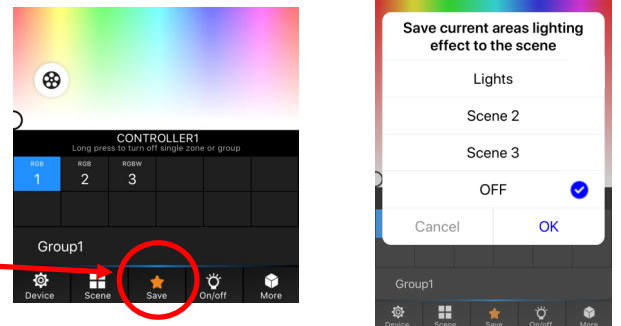 CONTROLLER1
Long press to turn off single zone or group
RGB RGB RGBW
1 2 3
Group1
Device Scene Save On/off More
Save current areas lighting
effect to the scene
Lights
Scene 2
Scene 3
OFF
Cancel OK
Group1
Device Scene Save On/off More